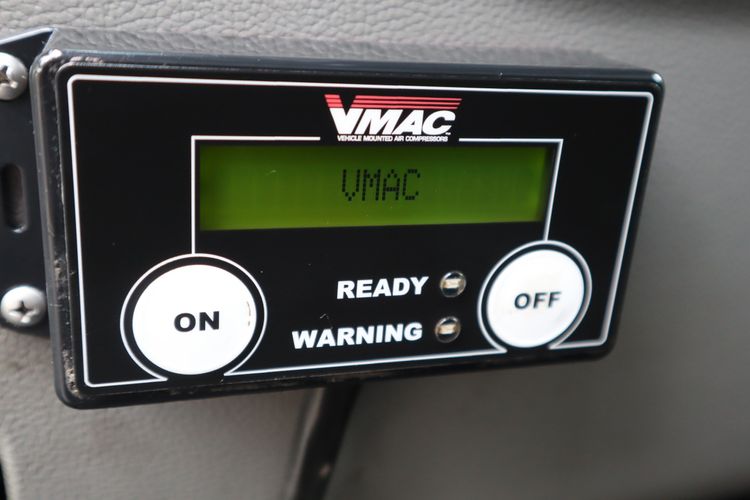 VMAC
VEHICLE MOUNTED AIR COMPRESSORS
VMAC
READY
WARNING
ON
OFF